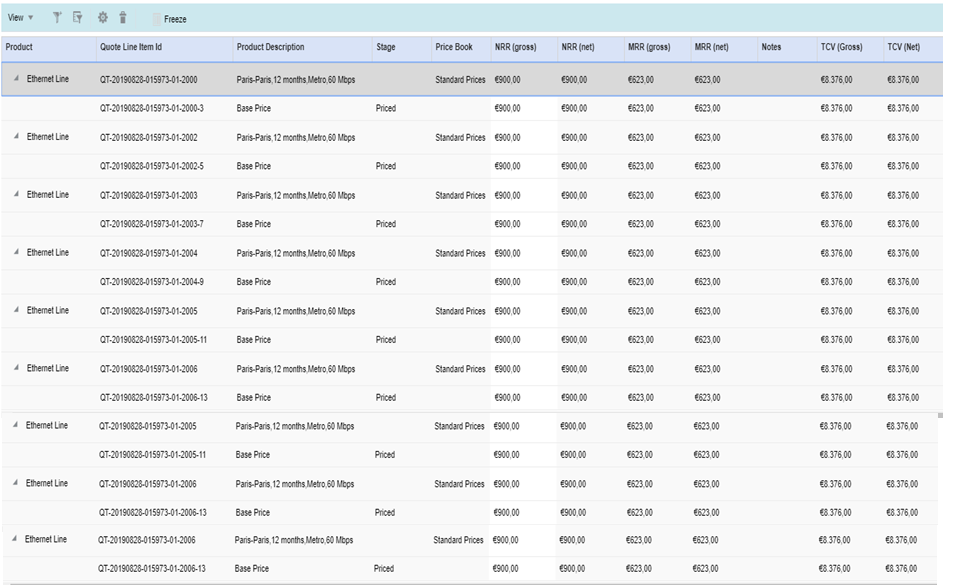 View Freeze
Product Quote Line Item Id Product Description Stage Price Book NRR (gross) NRR (net) MRR (gross) MRR (net) Notes TCV (Gross) TCV (Net)
Ethernet Line QT-20190828-015973-01-2000 Paris-Paris,12 months,Metro,60 Mbps Standard Prices €900,00 €900,00 €623,00 €623,00 €8.376,00 €8.376,00
QT-20190828-015973-01-2000-3 Base Price Priced €900,00 €900,00 €623,00 €623,00 €8.376,00 €8.376,00
Ethernet Line QT-20190828-015973-01-2002 Paris-Paris,12 months,Metro,60 Mbps Standard Prices €900,00 €900,00 €623,00 €623,00 €8.376,00 €8.376,00
QT-20190828-015973-01-2002-5 Base Price Priced €900,00 €900,00 €623,00 €623,00 €8.376,00 €8.376,00
Ethernet Line QT-20190828-015973-01-2003 Paris-Paris,12 months,Metro,60 Mbps Standard Prices €900,00 €900,00 €623,00 €623,00 €8.376,00 €8.376,00
QT-20190828-015973-01-2003-7 Base Price Priced €900,00 €900,00 €623,00 €623,00 €8.376,00 €8.376,00
Ethernet Line QT-20190828-015973-01-2004 Paris-Paris,12 months,Metro,60 Mbps Standard Prices €900,00 €900,00 €623,00 €623,00 €8.376,00 €8.376,00
QT-20190828-015973-01-2004-9 Base Price Priced €900,00 €900,00 €623,00 €623,00 €8.376,00 €8.376,00
Ethernet Line QT-20190828-015973-01-2005 Paris-Paris,12 months,Metro,60 Mbps Standard Prices €900,00 €900,00 €623,00 €623,00 €8.376,00 €8.376,00
QT-20190828-015973-01-2005-11 Base Price Priced €900,00 €900,00 €623,00 €623,00 €8.376,00 €8.376,00
Ethernet Line QT-20190828-015973-01-2006 Paris-Paris,12 months,Metro,60 Mbps Standard Prices €900,00 €900,00 €623,00 €623,00 €8.376,00 €8.376,00
QT-20190828-015973-01-2006-13 Base Price Priced €900,00 €900,00 €623,00 €623,00 €8.376,00 €8.376,00
Ethernet Line QT-20190828-015973-01-2005 Paris-Paris,12 months,Metro,60 Mbps Standard Prices €900,00 €900,00 €623,00 €623,00 €8.376,00 €8.376,00
QT-20190828-015973-01-2005-11 Base Price Priced €900,00 €900,00 €623,00 €623,00 €8.376,00 €8.376,00
Ethernet Line QT-20190828-015973-01-2006 Paris-Paris,12 months,Metro,60 Mbps Standard Prices €900,00 €900,00 €623,00 €623,00 €8.376,00 €8.376,00
QT-20190828-015973-01-2006-13 Base Price Priced €900,00 €900,00 €623,00 €623,00 €8.376,00 €8.376,00
Ethernet Line QT-20190828-015973-01-2006 Paris-Paris,12 months,Metro,60 Mbps Standard Prices €900,00 €900,00 €623,00 €623,00 €8.376,00 €8.376,00
QT-20190828-015973-01-2006-13 Base Price Priced €900,00 €900,00 €623,00 €623,00 €8.376,00 €8.376,00